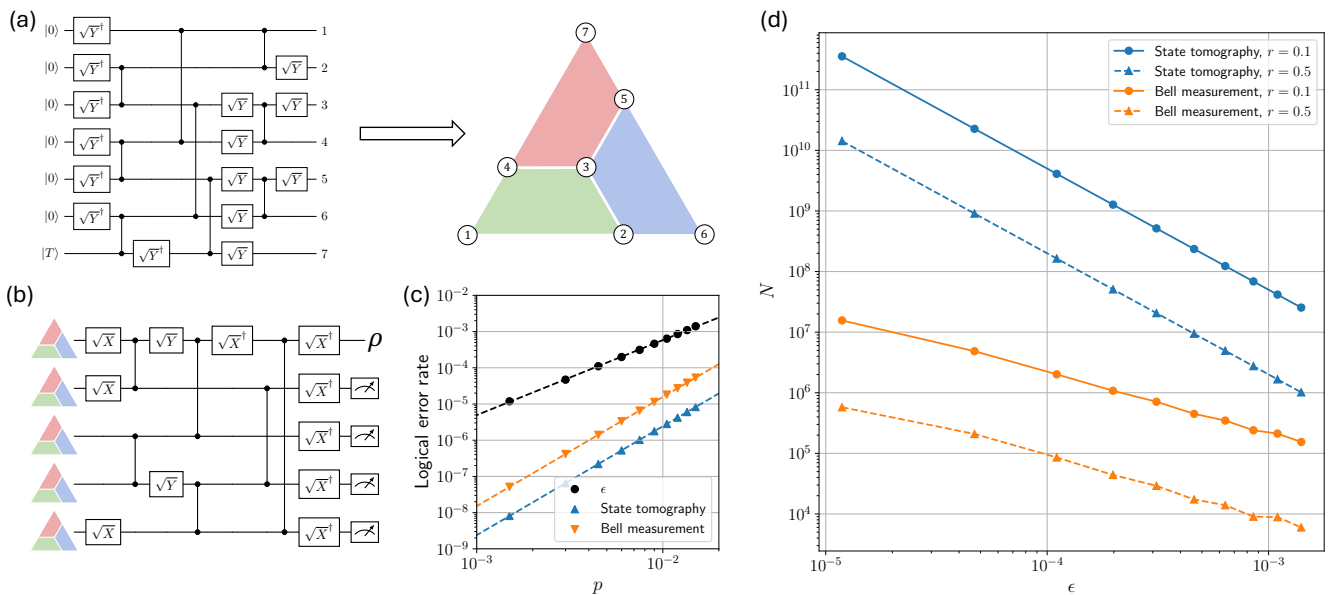 (a)
|0⟩ √Y† 1
|0⟩ √Y† √Y 2
|0⟩ √Y† √Y √Y 3
|0⟩ √Y† √Y 4
|0⟩ √Y† √Y √Y 5
|0⟩ √Y† √Y 6
|T⟩ √Y† √Y 7
7
5
4 3
1 2 6
(b)
√X √Y √X† √X† ρ
√X √X†
√X†
√Y √X†
√X √X†
(c)
Logical error rate
10⁻²
10⁻³
10⁻⁴
10⁻⁵
10⁻⁶
10⁻⁷
10⁻⁸
10⁻⁹
ϵ
State tomography
Bell measurement
10⁻³ 10⁻²
p
(d)
N
10¹¹
10¹⁰
10⁹
10⁸
10⁷
10⁶
10⁵
10⁴
State tomography, r = 0.1
State tomography, r = 0.5
Bell measurement, r = 0.1
Bell measurement, r = 0.5
10⁻⁵ 10⁻⁴ 10⁻³
ϵ